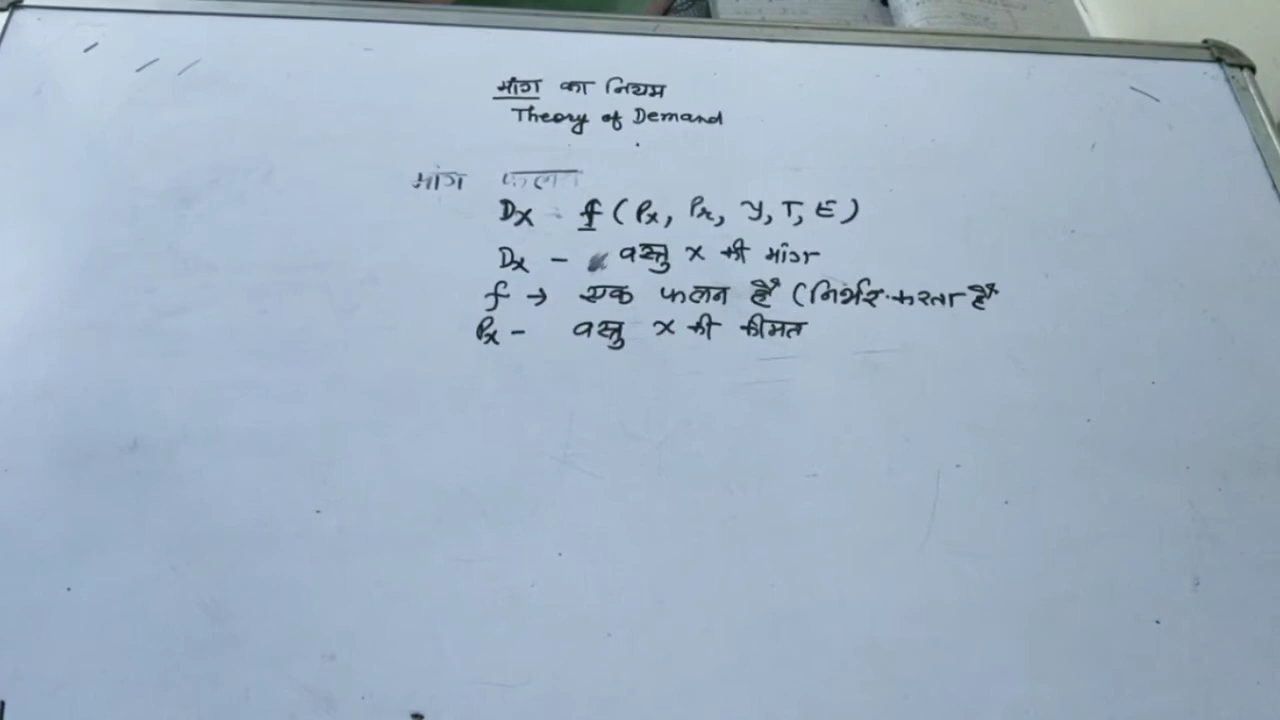 मांग का नियम
Theory of Demand
मांग फलन
Dx = f (Px, Pr, Y, T, E)
Dx - वस्तु x की मांग
f → एक फलन है (निर्भर करता है
Px - वस्तु x की कीमत